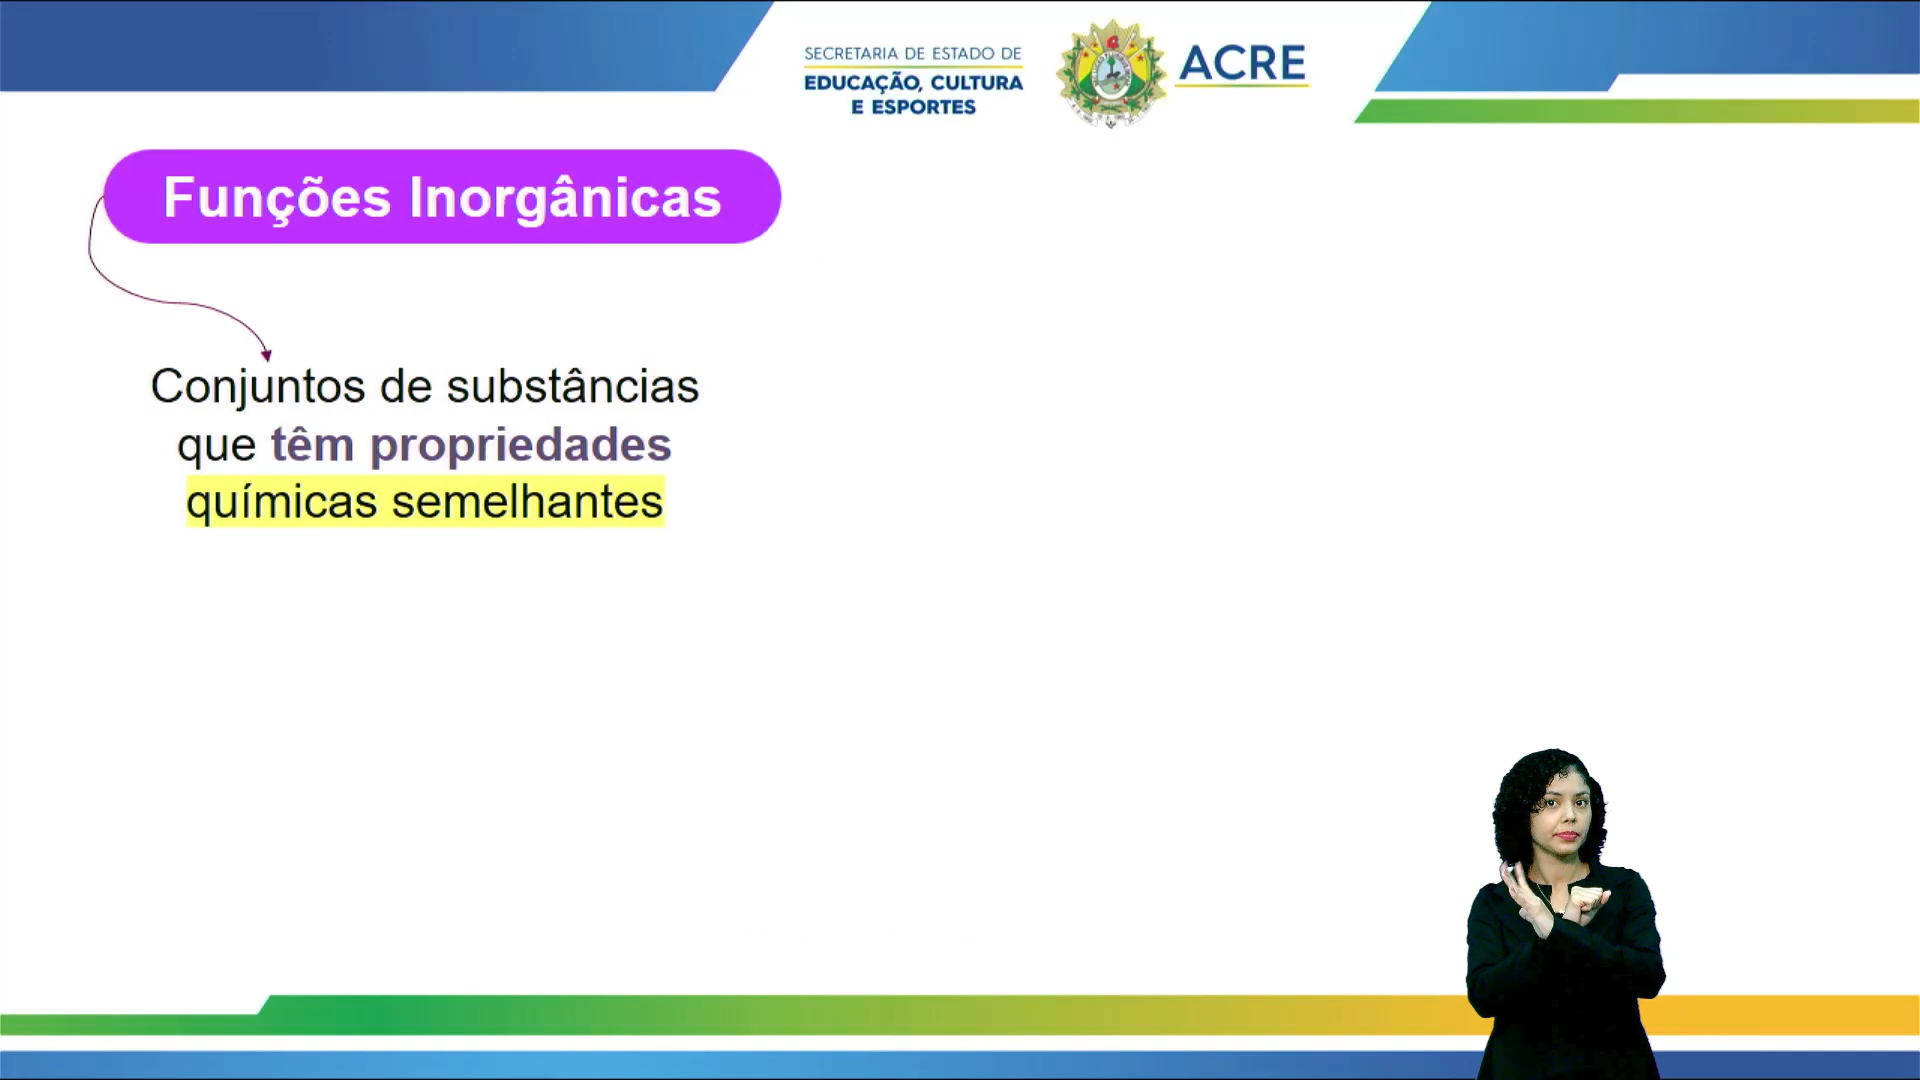 SECRETARIA DE ESTADO DE
EDUCAÇÃO, CULTURA
E ESPORTES
ACRE
Funções Inorgânicas
Conjuntos de substâncias
que têm propriedades
químicas semelhantes